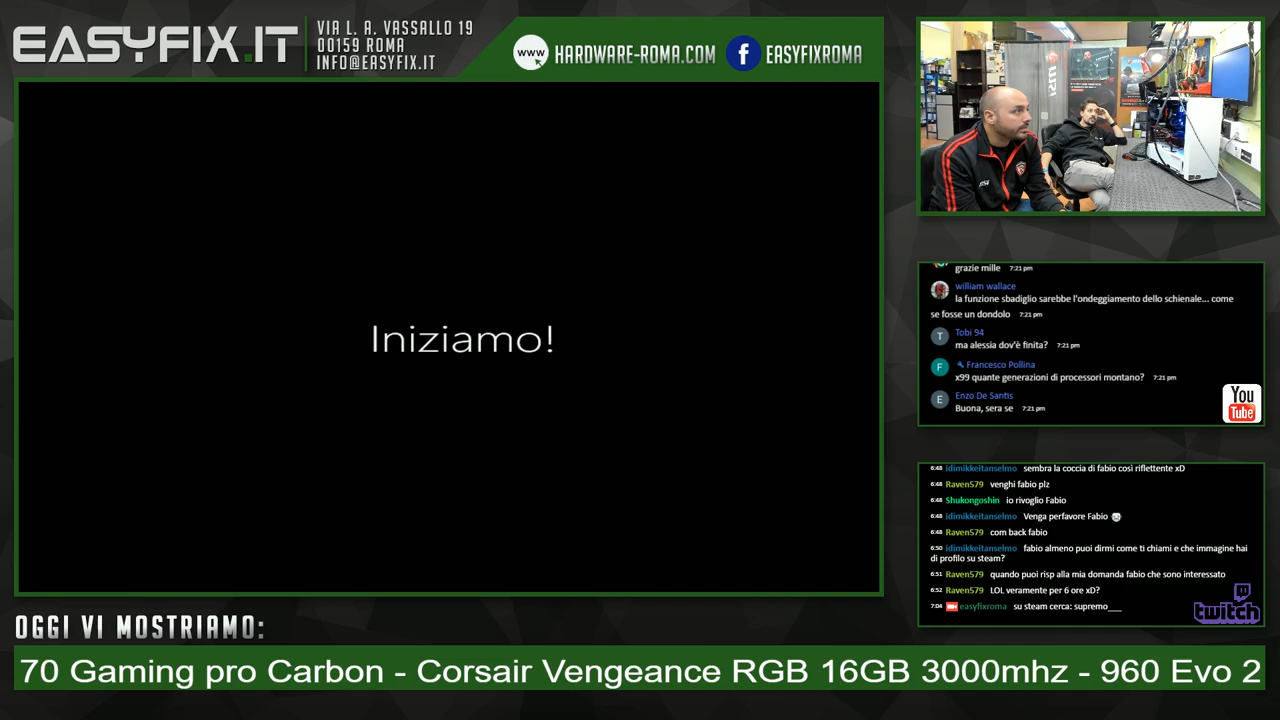 EASYFIX.IT
VIA L. A. VASSALLO 19
00159 ROMA
INFO@EASYFIX.IT
www
HARDWARE-ROMA.COM
f
EASYFIXROMA
msi
Iniziamo!
grazie mille 7:21 pm
william wallace
la funzione sbadiglio sarebbe l'ondeggiamento dello schienale... come
se fosse un dondolo 7:21 pm
T
Tobi 94
ma alessia dov'è finita? 7:21 pm
F
Francesco Pollina
x99 quante generazioni di processori montano? 7:21 pm
E
Enzo De Santis
Buona, sera se 7:21 pm
You
Tube
6:48 idimikkeitanselmo sembra la coccia di fabio così riflettente xD
6:48 Raven579 venghi fabio plz
6:48 Shukongoshin io rivoglio Fabio
6:48 idimikkeitanselmo Venga perfavore Fabio
6:48 Raven579 com back fabio
6:50 idimikkeitanselmo fabio almeno puoi dirmi come ti chiami e che immagine hai
di profilo su steam?
6:51 Raven579 quando puoi risp alla mia domanda fabio che sono interessato
6:52 Raven579 LOL veramente per 6 ore xD?
7:04 easyfixroma su steam cerca: supremo___
twitch
OGGI VI MOSTRIAMO:
70 Gaming pro Carbon - Corsair Vengeance RGB 16GB 3000mhz - 960 Evo 2